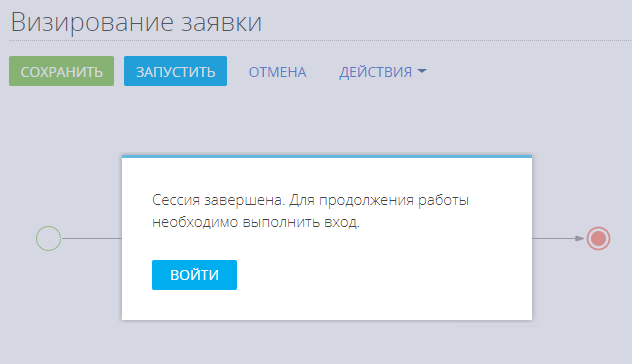 Визирование заявки
СОХРАНИТЬ ЗАПУСТИТЬ ОТМЕНА ДЕЙСТВИЯ
Сессия завершена. Для продолжения работы
необходимо выполнить вход.
ВОЙТИ